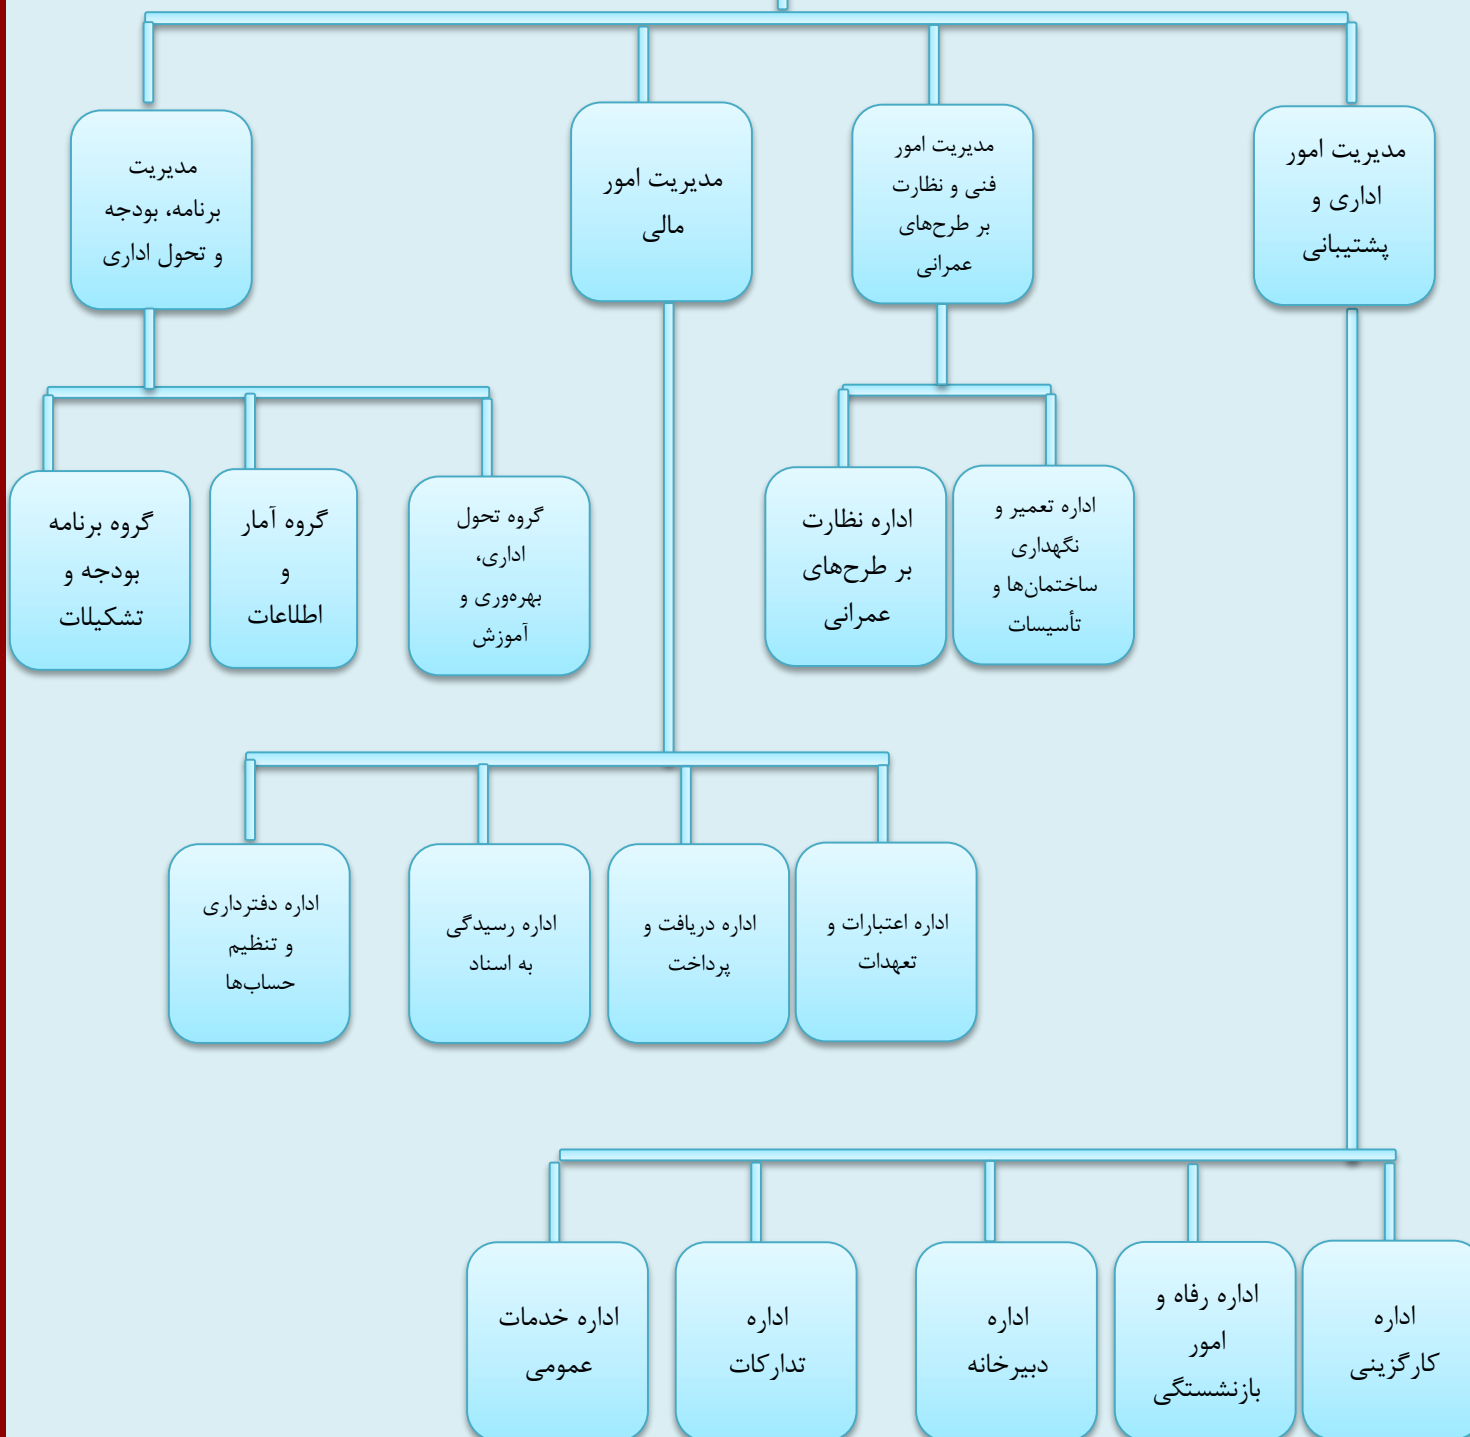 مدیریت امور
اداری و
پشتیبانی
مدیریت امور
فنی و نظارت
بر طرح‌های
عمرانی
مدیریت امور
مالی
مدیریت
برنامه، بودجه
و تحول اداری
اداره تعمیر و
نگهداری
ساختمان‌ها و
تأسیسات
اداره نظارت
بر طرح‌های
عمرانی
گروه تحول
اداری،
بهره‌وری و
آموزش
گروه آمار
و
اطلاعات
گروه برنامه
بودجه و
تشکیلات
اداره اعتبارات و
تعهدات
اداره دریافت و
پرداخت
اداره رسیدگی
به اسناد
اداره دفترداری
و تنظیم
حساب‌ها
اداره
کارگزینی
اداره رفاه و
امور
بازنشستگی
اداره
دبیرخانه
اداره
تدارکات
اداره خدمات
عمومی